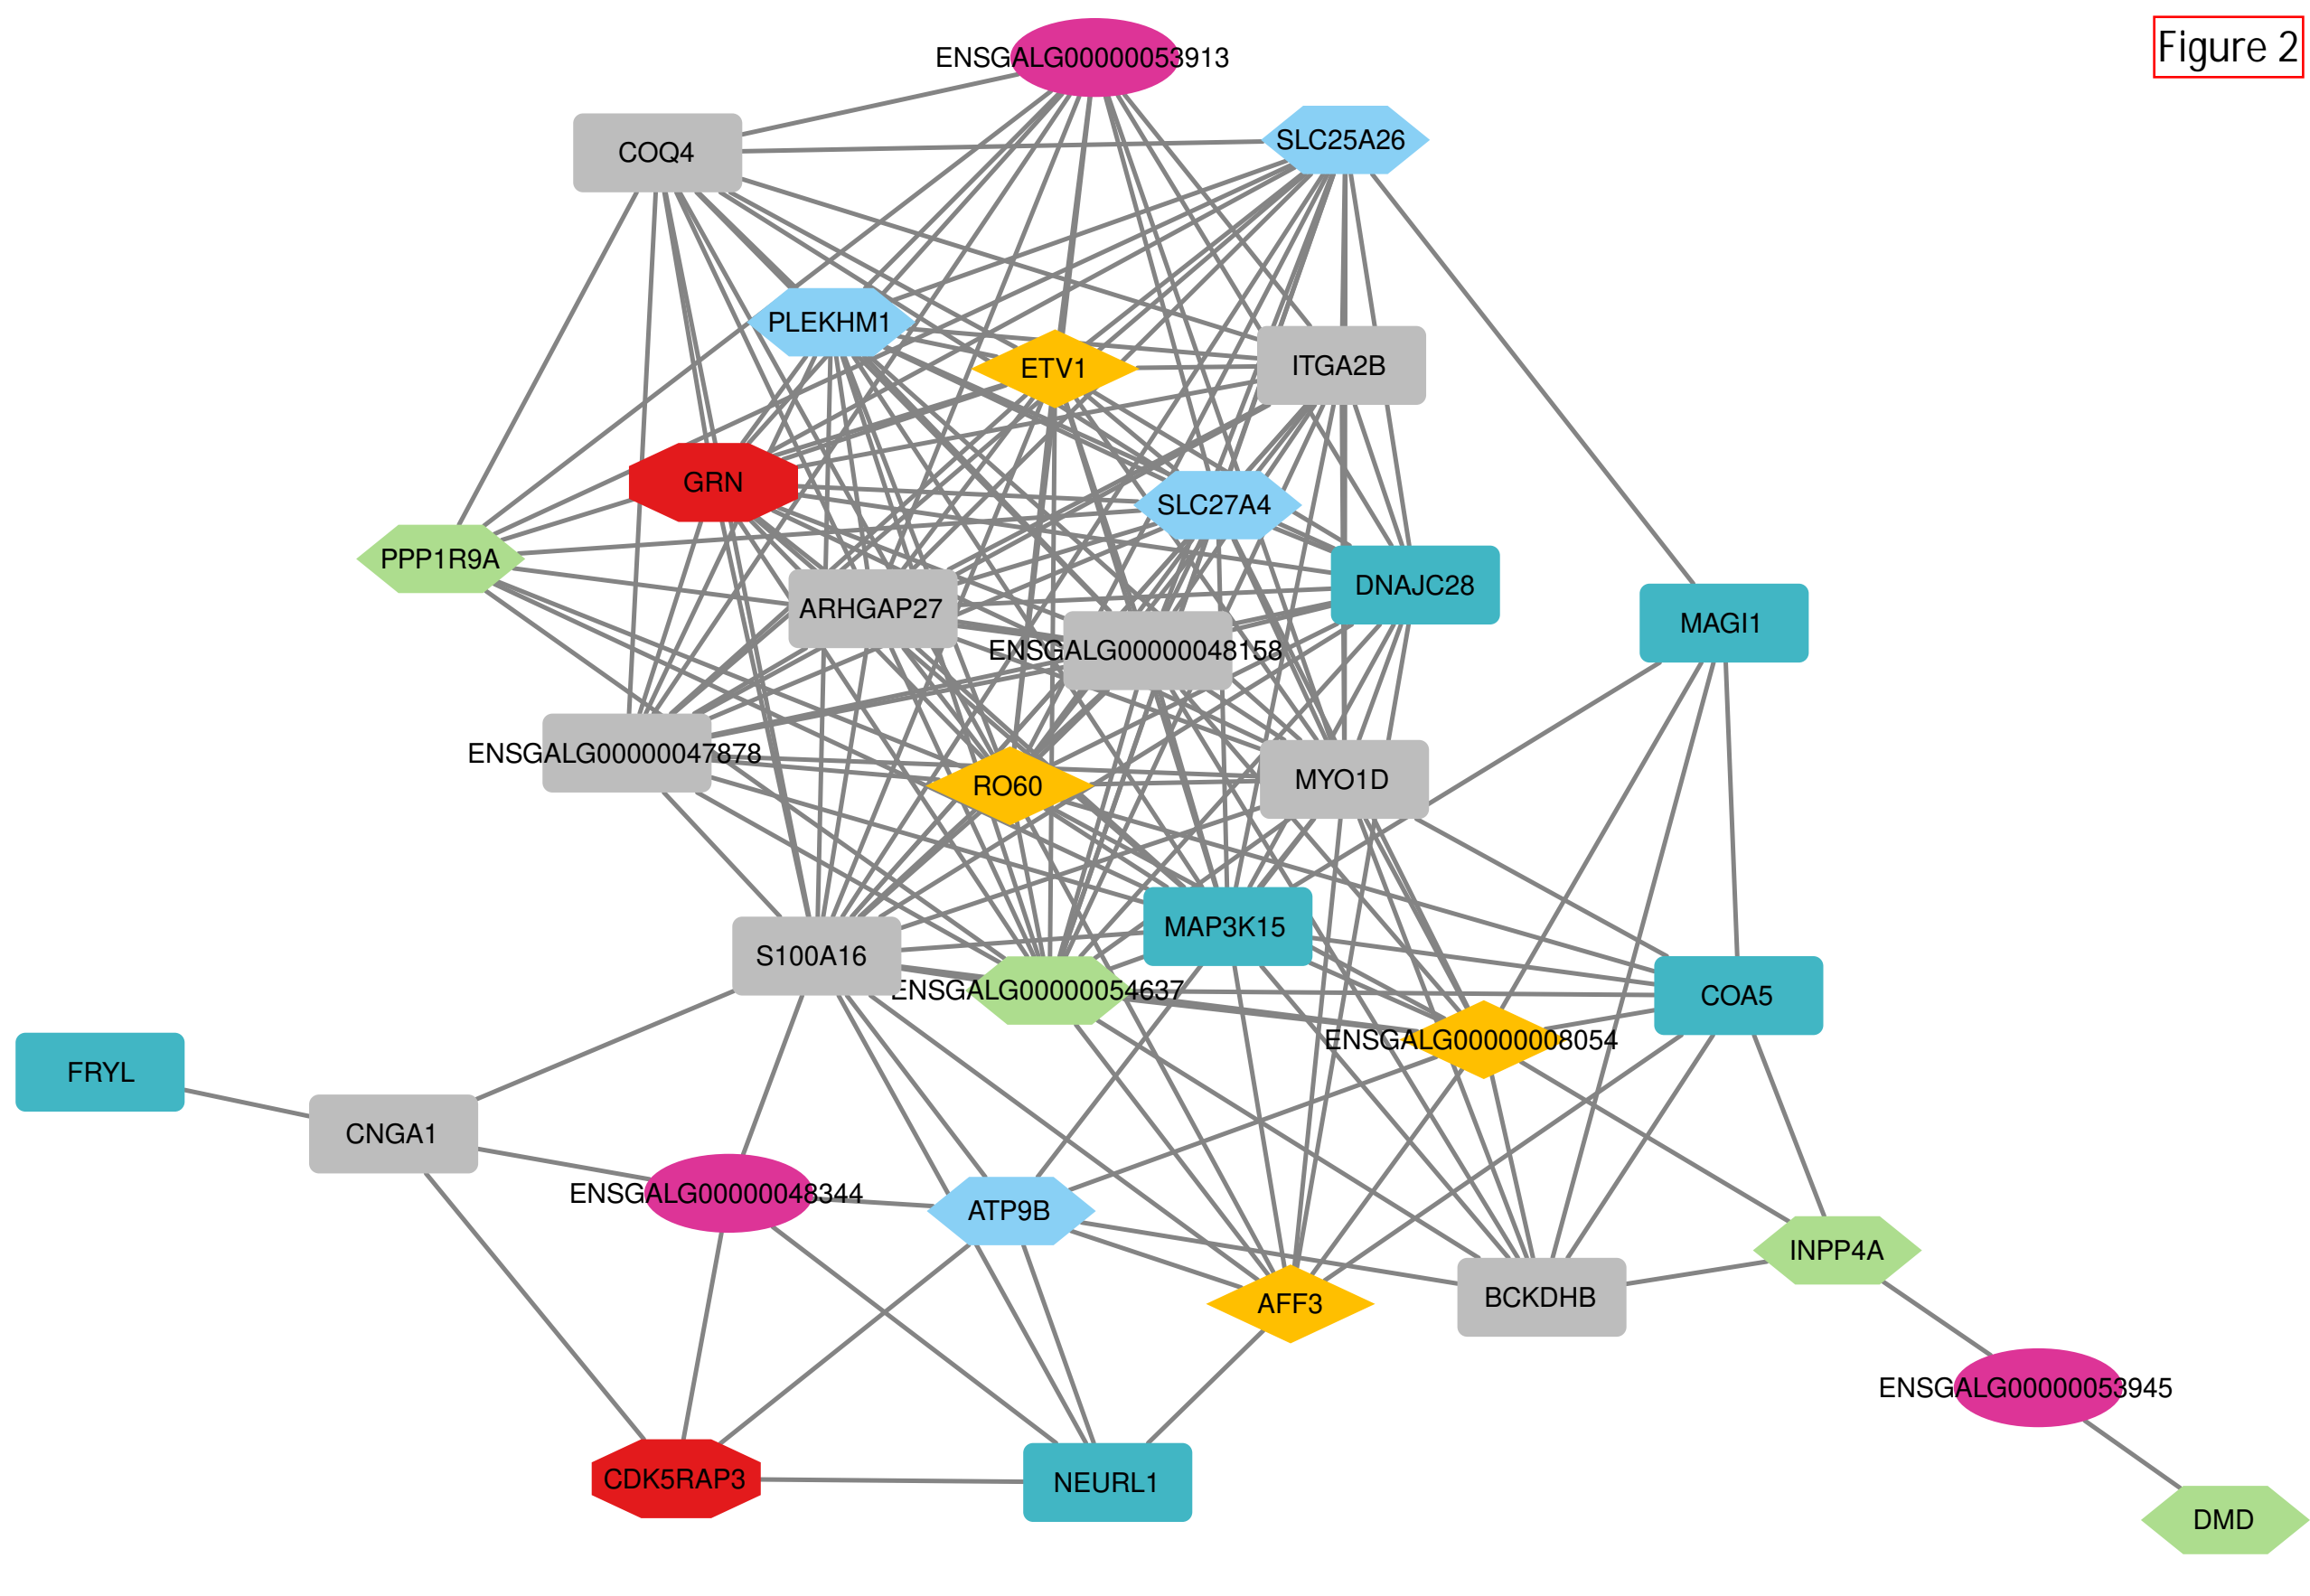 Figure 2
ENSGALG00000053913
SLC25A26
COQ4
PLEKHM1
ETV1
ITGA2B
GRN
SLC27A4
PPP1R9A
DNAJC28
ARHGAP27
MAGI1
ENSGALG00000048158
ENSGALG00000047878
RO60
MYO1D
MAP3K15
S100A16
ENSGALG00000054637
COA5
ENSGALG00000008054
FRYL
CNGA1
ENSGALG00000048344
ATP9B
INPP4A
AFF3
BCKDHB
ENSGALG00000053945
CDK5RAP3
NEURL1
DMD